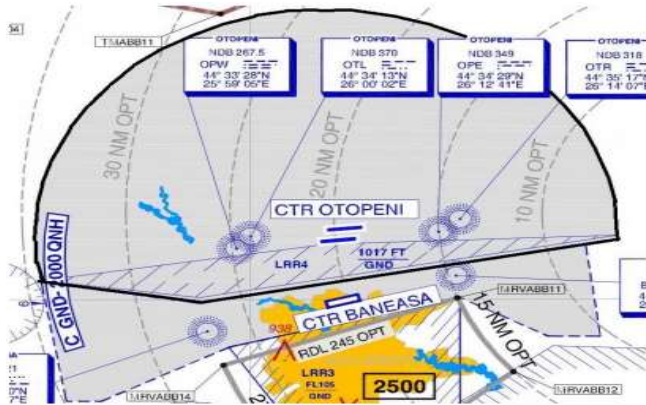 TMABB11
OTOPENI
NDB 267.5
OPW
44° 33' 28"N
25° 59' 05"E
OTOPENI
NDB 370
OTL
44° 34' 13"N
26° 00' 02"E
OTOPENI
NDB 349
OPE
44° 34' 29"N
26° 12' 41"E
OTOPENI
NDB 318
OTR
44° 35' 17"N
26° 14' 07"E
30 NM OPT
20 NM OPT
10 NM OPT
CTR OTOPENI
C GND- 2000 QNH
LRR4
1017 FT
GND
MRVABB11
CTR BANEASA
15 NM OPT
938
RDL 245 OPT
LRR3
FL105
GND
2500
MRVABB14
MRVABB12